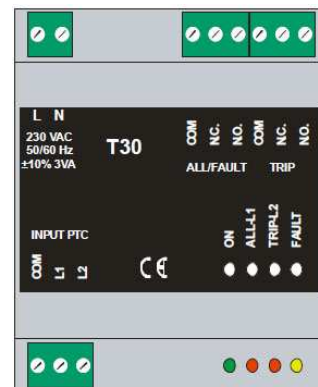 L N
230 VAC
50/60 Hz
±10% 3VA
T30
COM N.C. N.O. COM N.C. N.O.
ALL/FAULT TRIP
INPUT PTC
COM L1 L2
CE
ON ALL-L1 TRIP-L2 FAULT